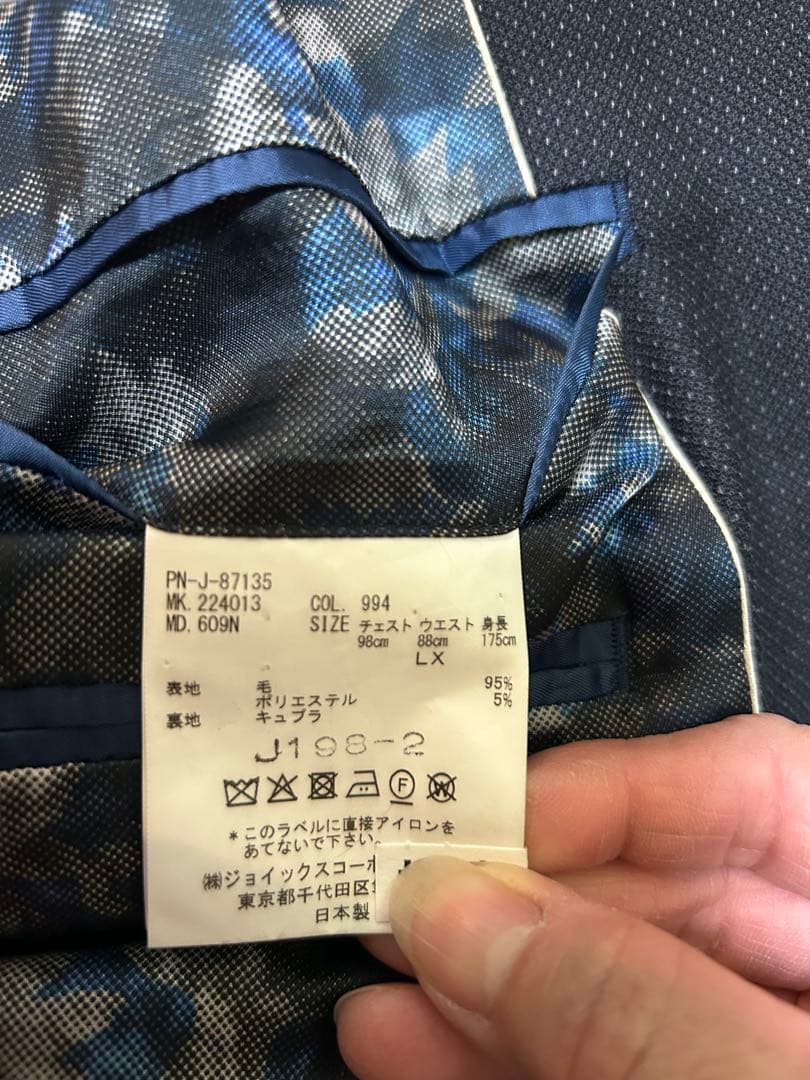 PN-J-87135
MK. 224013 COL. 994
MD. 609N SIZE チェスト ウエスト 身長
98cm 88cm 175cm
LX
表地 毛 95%
ポリエステル 5%
裏地 キュプラ
J198-2
F W
*このラベルに直接アイロンを
あてないで下さい。
㈱ジョイックスコーポ
東京都千代田区
日本製